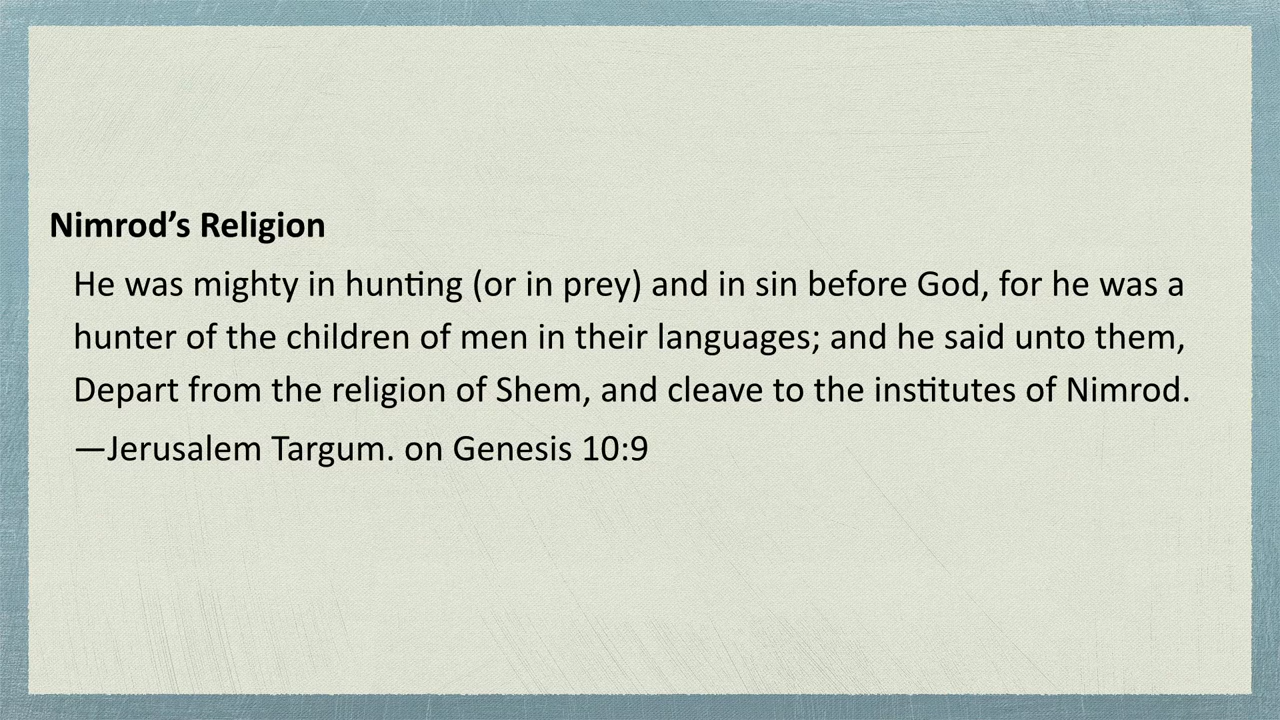 Nimrod’s Religion
He was mighty in hunting (or in prey) and in sin before God, for he was a
hunter of the children of men in their languages; and he said unto them,
Depart from the religion of Shem, and cleave to the institutes of Nimrod.
—Jerusalem Targum. on Genesis 10:9